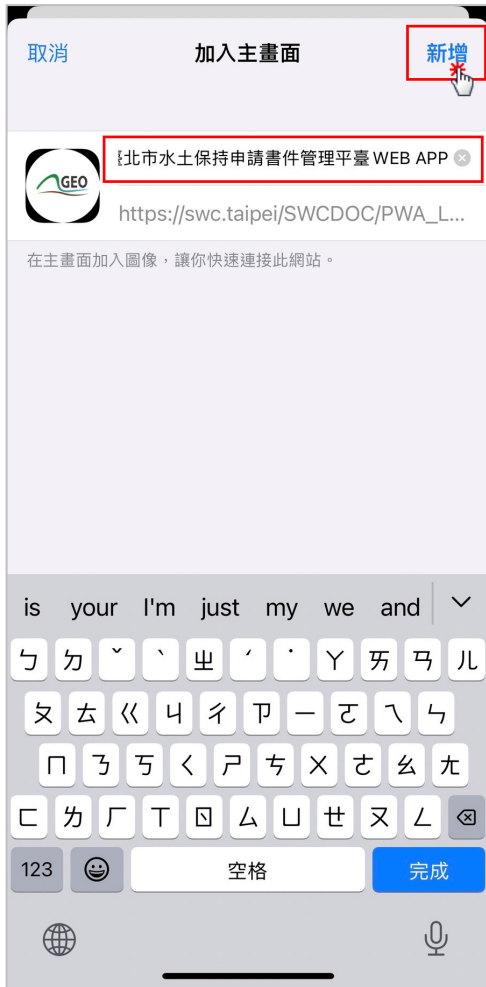 取消 加入主畫面 新增
北市水土保持申請書件管理平臺WEB APP
GEO
https://swc.taipei/SWCDOC/PWA_L...
在主畫面加入圖像，讓你快速連接此網站。
is your I'm just my we and
ㄅ ㄉ ˇ ˋ ㄓ ˊ ˙ ㄚ ㄞ ㄢ ㄦ
ㄆ ㄊ ㄍ ㄐ ㄔ ㄗ ㄧ ㄛ ㄟ ㄣ
ㄇ ㄋ ㄎ ㄑ ㄕ ㄘ ㄨ ㄜ ㄠ ㄤ
ㄈ ㄌ ㄏ ㄒ ㄖ ㄙ ㄩ ㄝ ㄡ ㄥ
123 空格 完成